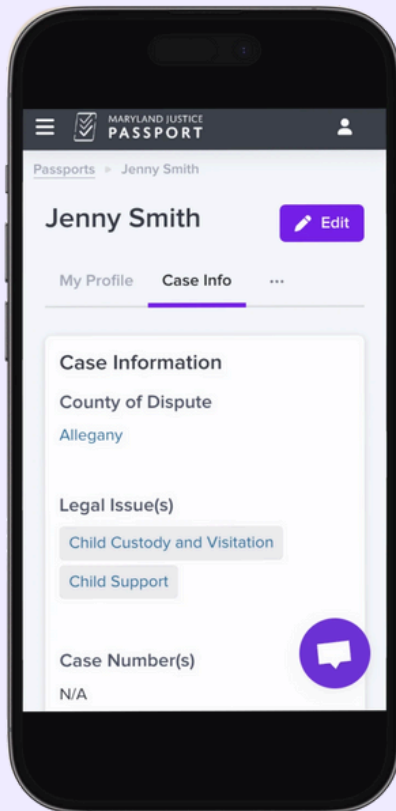 MARYLAND JUSTICE
PASSPORT
Passports ▸ Jenny Smith
Jenny Smith
Edit
My Profile Case Info ...
Case Information
County of Dispute
Allegany
Legal Issue(s)
Child Custody and Visitation
Child Support
Case Number(s)
N/A